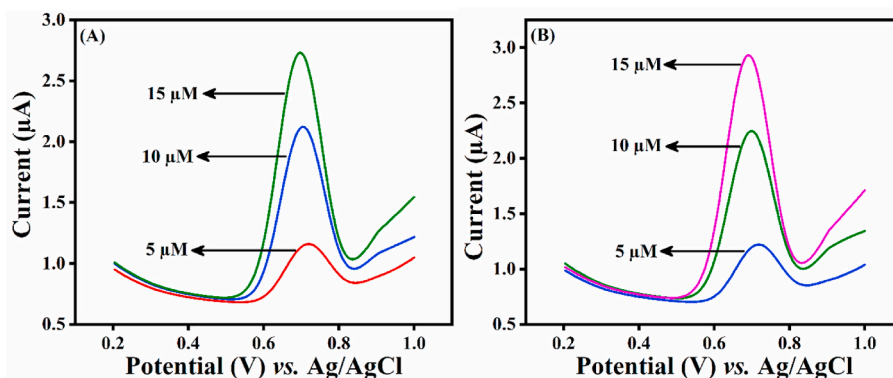 (A)
3.0
2.5
2.0
1.5
1.0
0.5
Current (µA)
15 µM
10 µM
5 µM
0.2 0.4 0.6 0.8 1.0
Potential (V) vs. Ag/AgCl
(B)
3.0
2.5
2.0
1.5
1.0
0.5
Current (µA)
15 µM
10 µM
5 µM
0.2 0.4 0.6 0.8 1.0
Potential (V) vs. Ag/AgCl